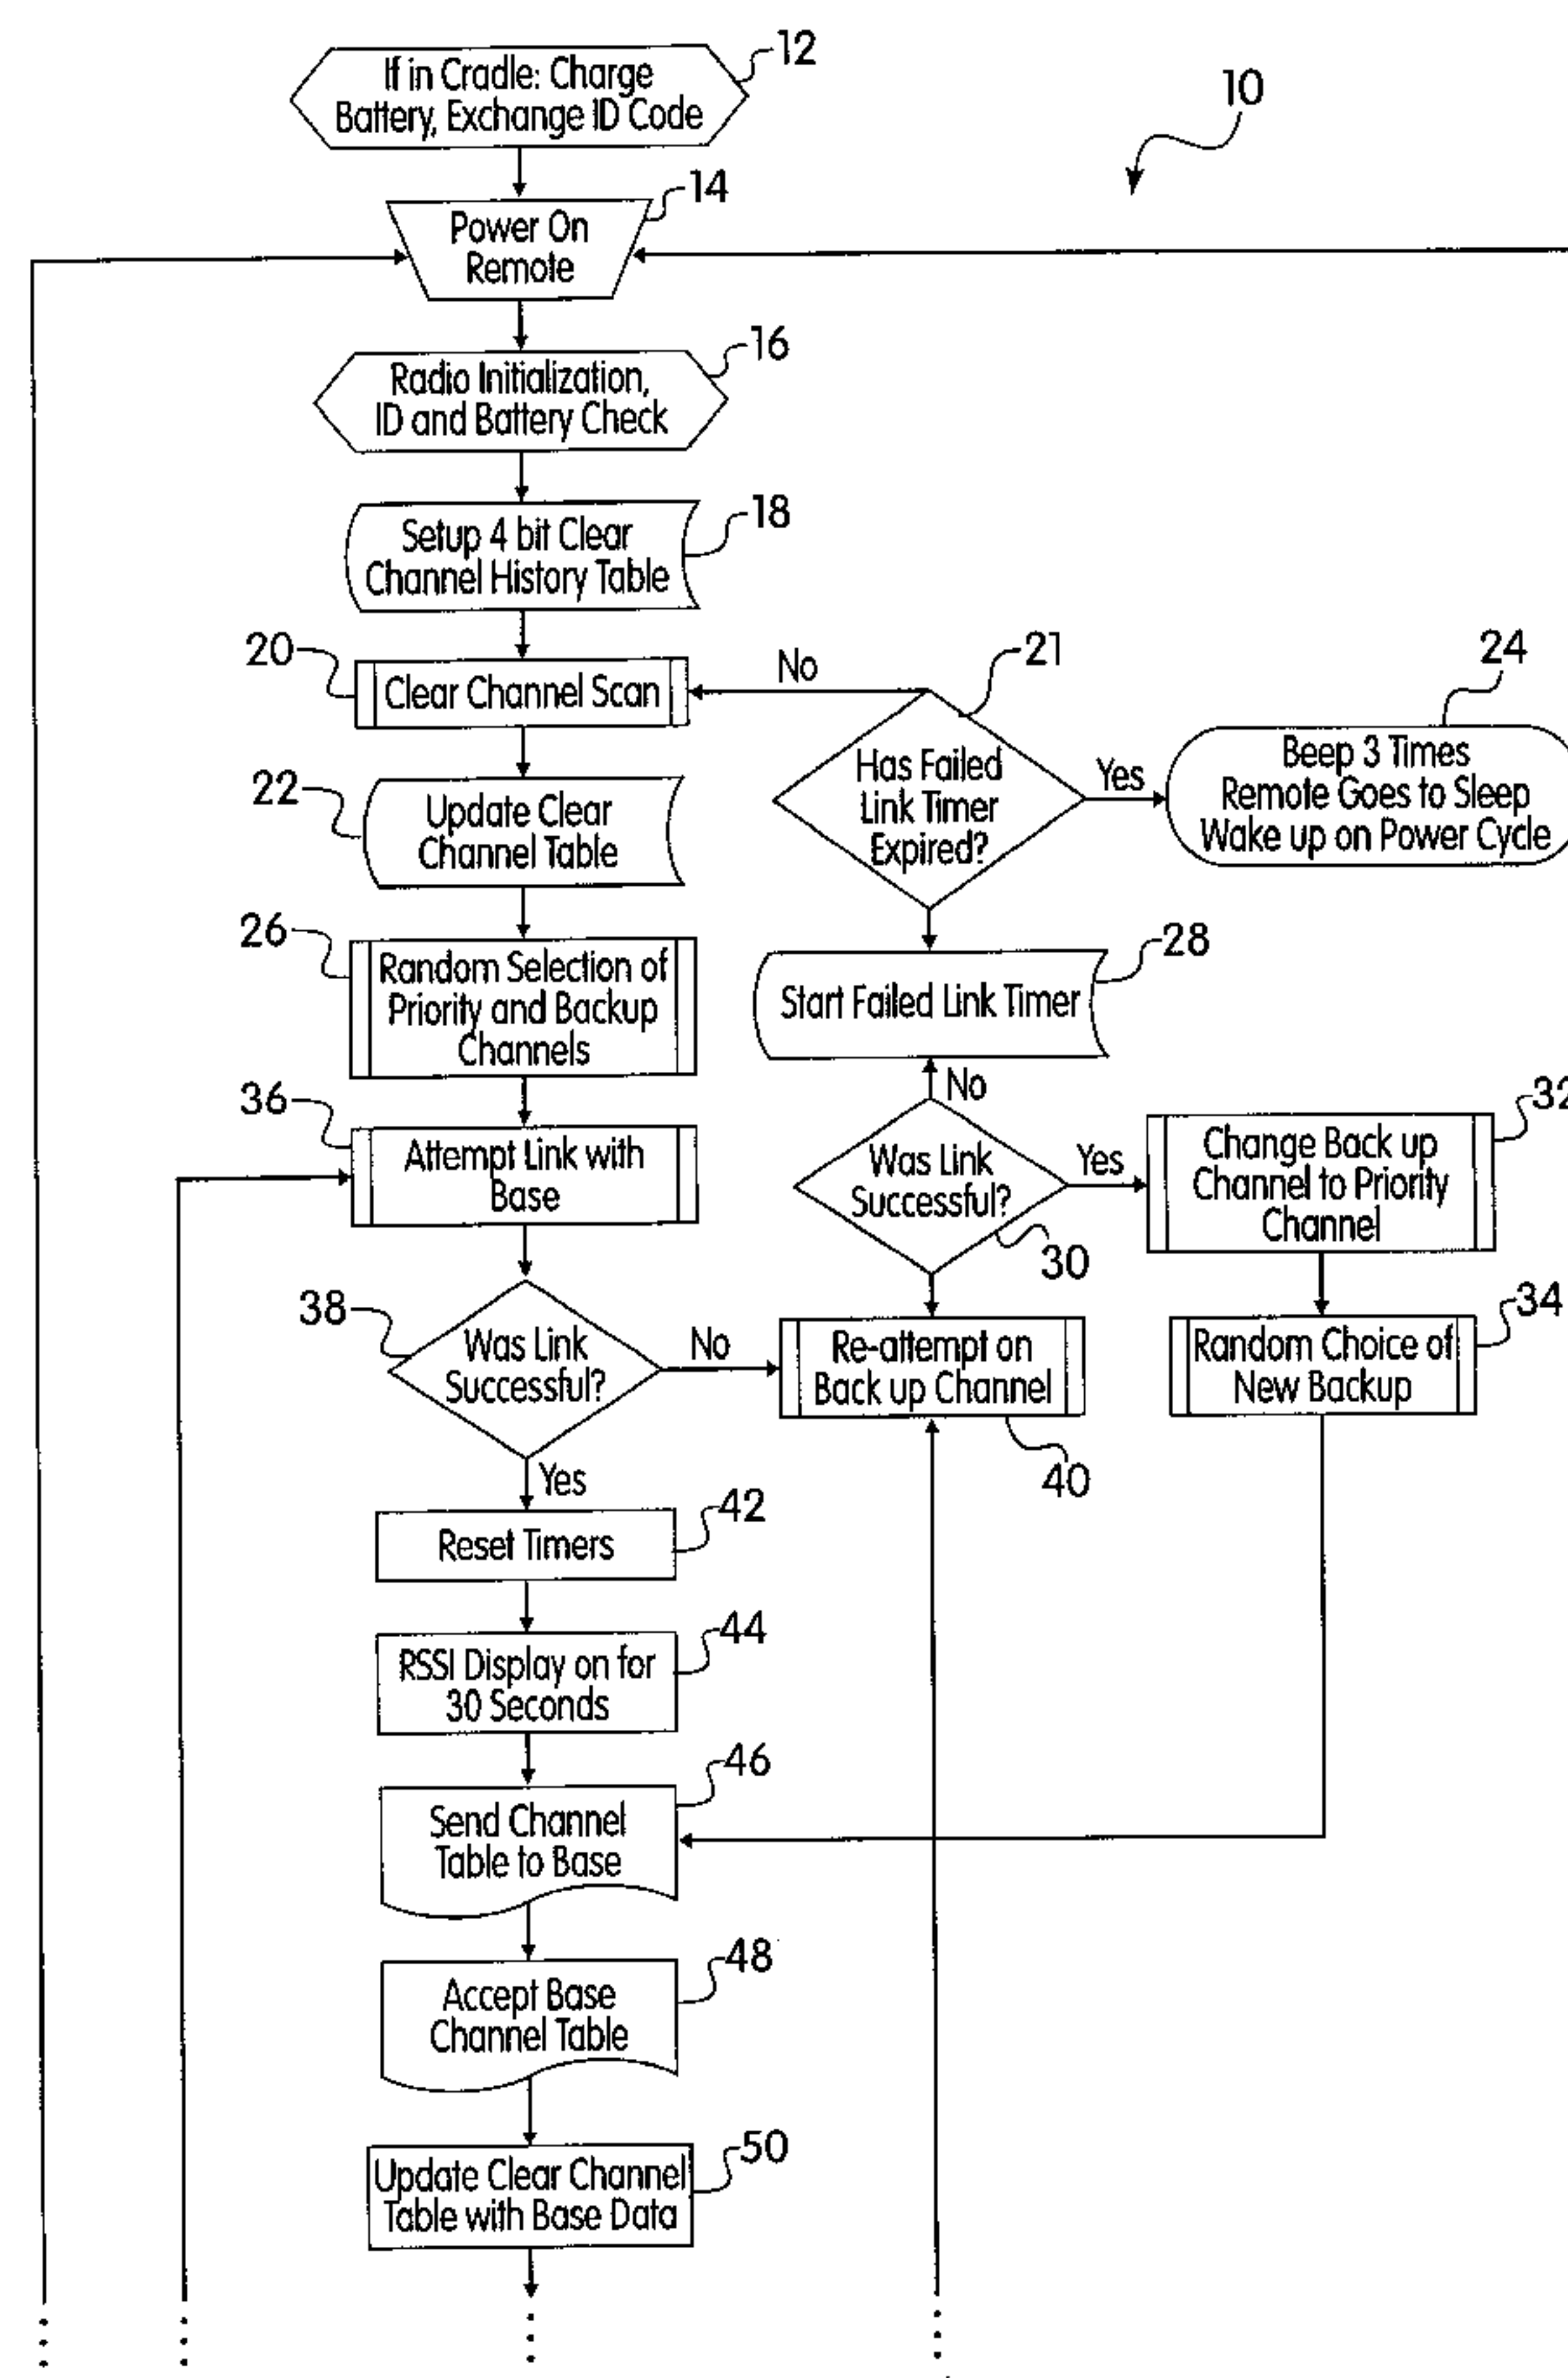 12
If in Cradle: Charge
Battery, Exchange ID Code
10
14
Power On
Remote
16
Radio Initialization,
ID and Battery Check
18
Setup 4 bit Clear
Channel History Table
20
Clear Channel Scan
No
21
Has Failed
Link Timer
Expired?
Yes
24
Beep 3 Times
Remote Goes to Sleep
Wake up on Power Cycle
22
Update Clear
Channel Table
26
Random Selection of
Priority and Backup
Channels
28
Start Failed Link Timer
No
36
Attempt Link with
Base
Was Link
Successful?
30
Yes
32
Change Back up
Channel to Priority
Channel
38
Was Link
Successful?
No
Re-attempt on
Back up Channel
40
34
Random Choice of
New Backup
Yes
42
Reset Timers
44
RSSI Display on for
30 Seconds
46
Send Channel
Table to Base
48
Accept Base
Channel Table
50
Update Clear Channel
Table with Base Data